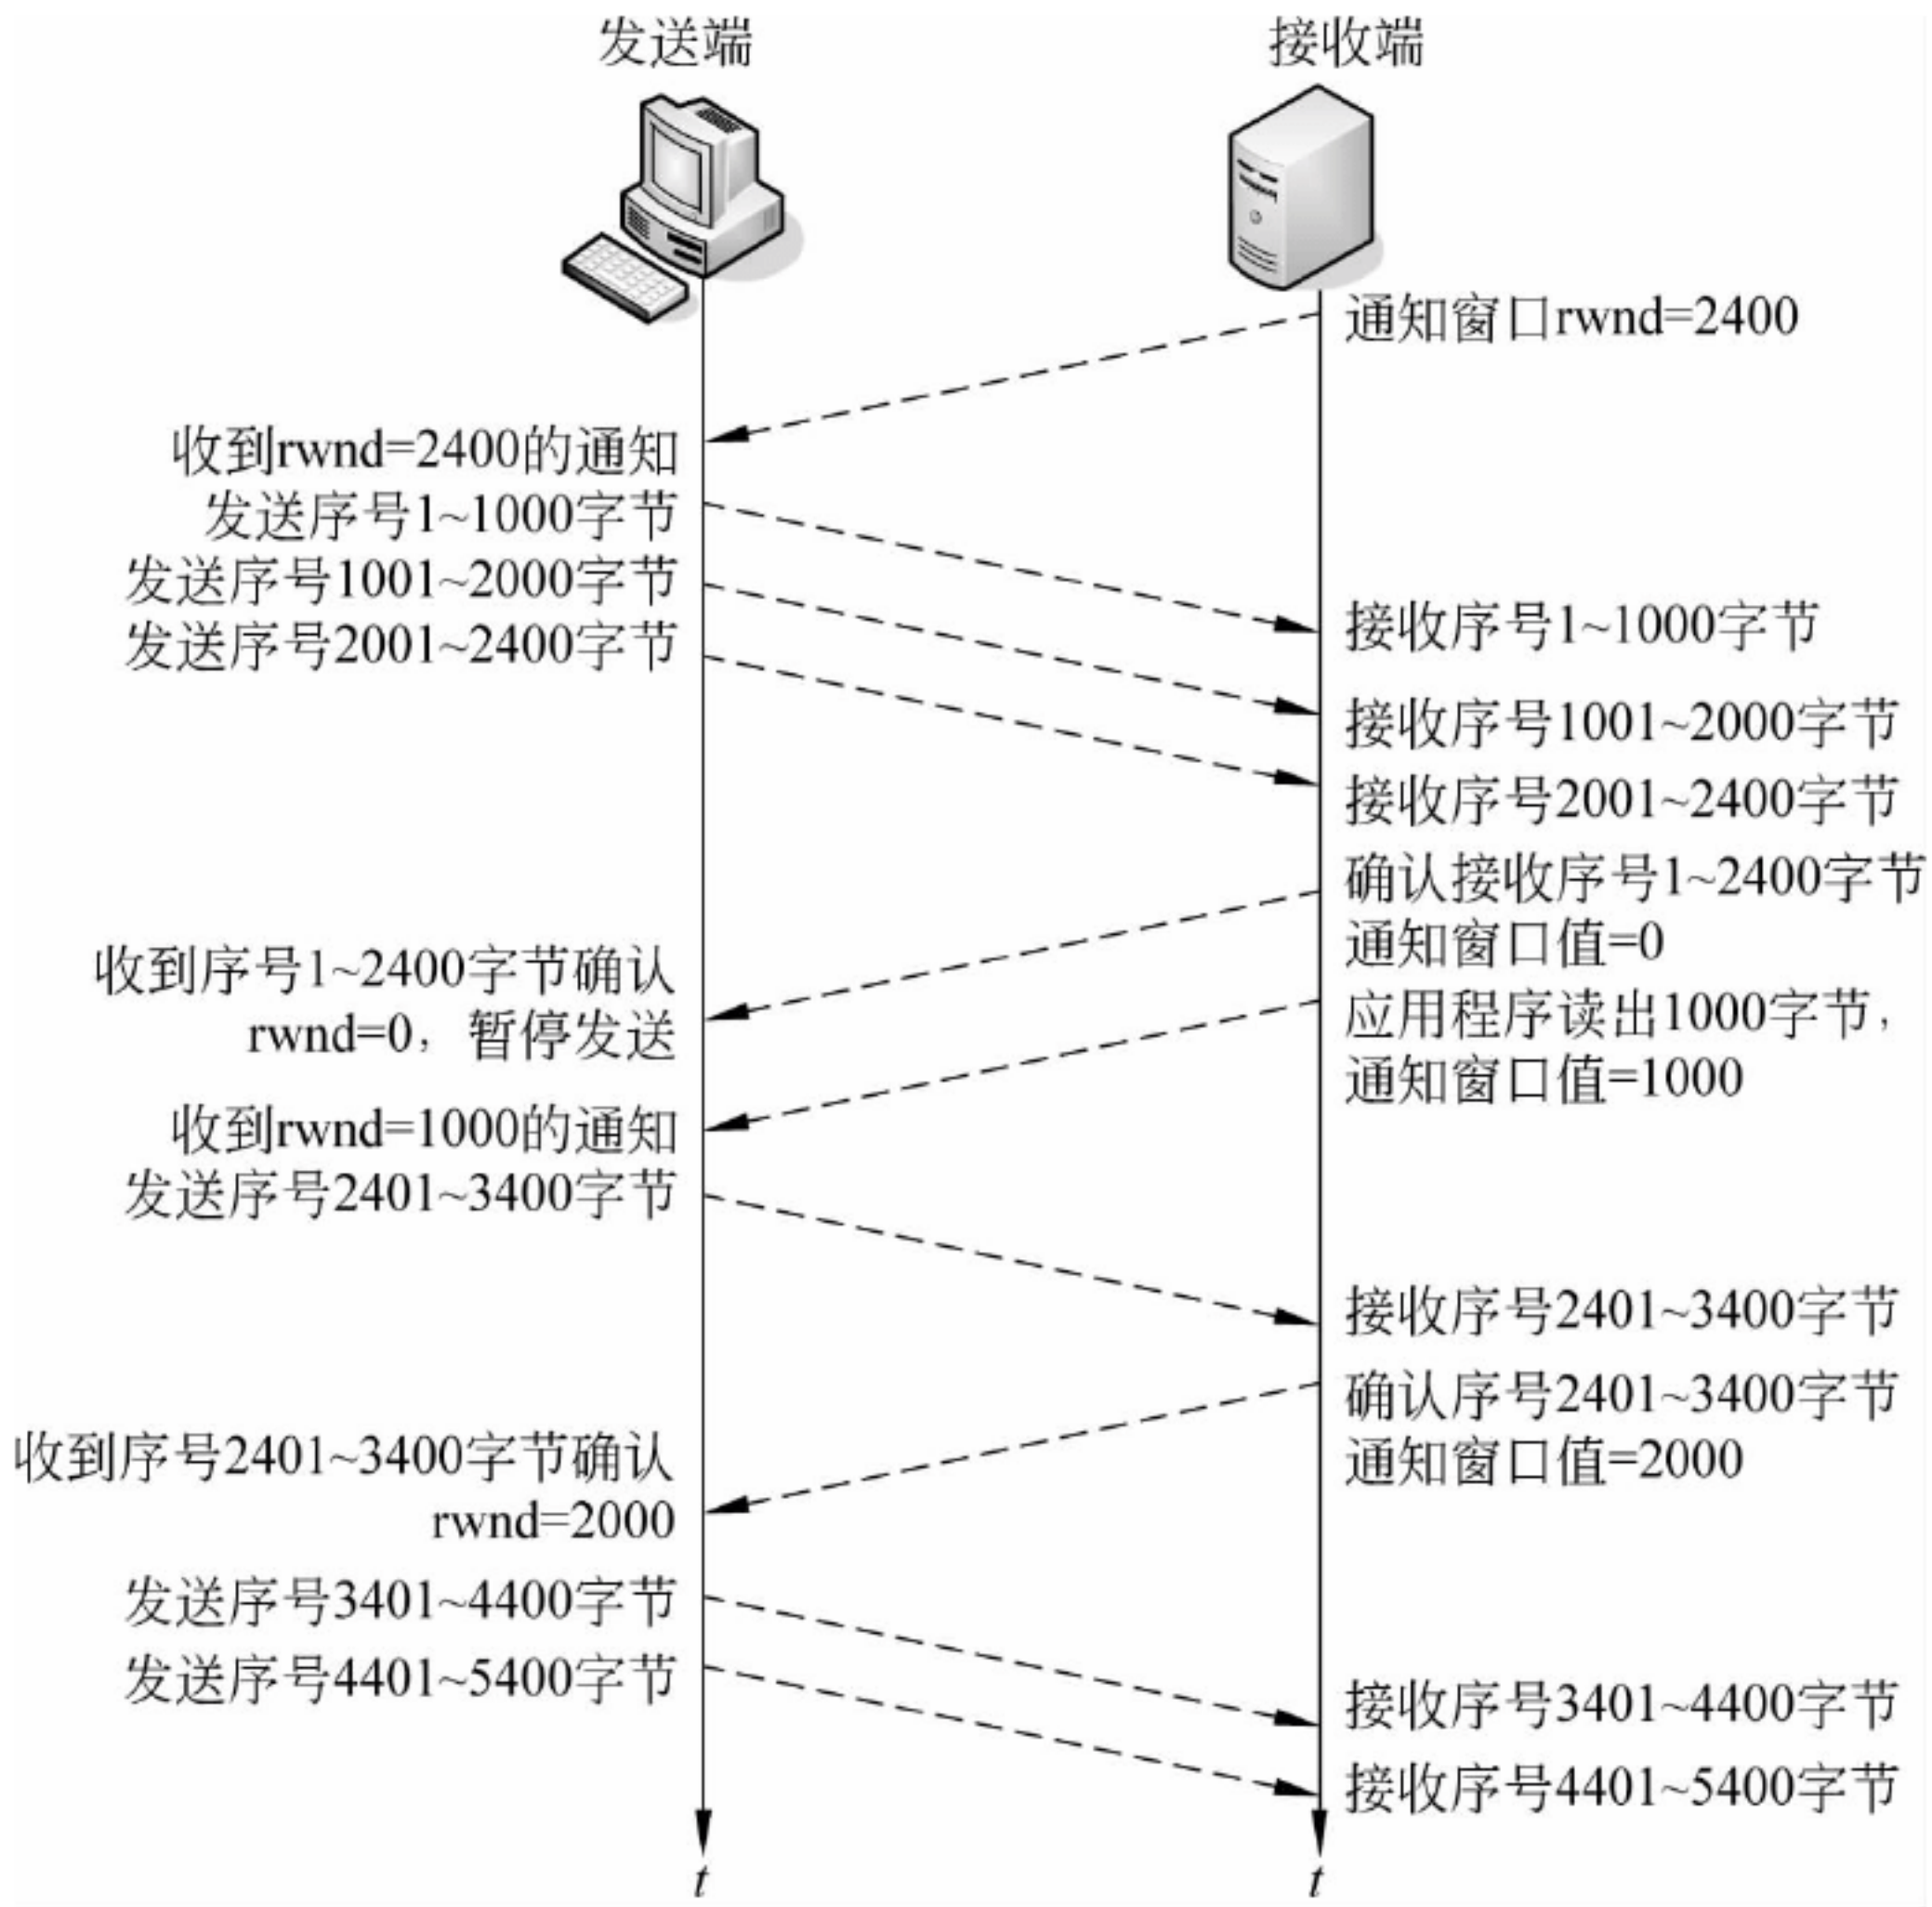 发送端
接收端
通知窗口rwnd=2400
收到rwnd=2400的通知
发送序号1~1000字节
发送序号1001~2000字节
发送序号2001~2400字节
接收序号1~1000字节
接收序号1001~2000字节
接收序号2001~2400字节
确认接收序号1~2400字节
通知窗口值=0
收到序号1~2400字节确认
rwnd=0，暂停发送
应用程序读出1000字节，
通知窗口值=1000
收到rwnd=1000的通知
发送序号2401~3400字节
接收序号2401~3400字节
确认序号2401~3400字节
通知窗口值=2000
收到序号2401~3400字节确认
rwnd=2000
发送序号3401~4400字节
发送序号4401~5400字节
接收序号3401~4400字节
接收序号4401~5400字节
t
t